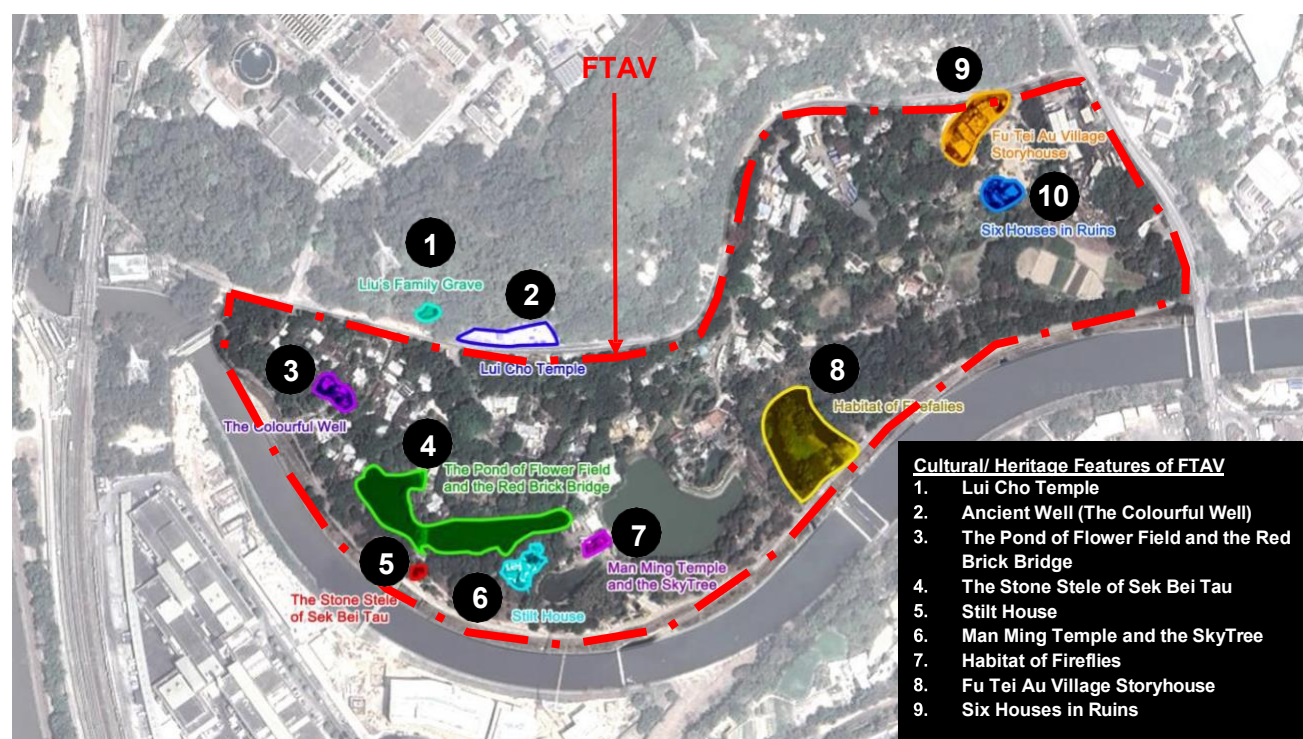 FTAV
9
Fu Tei Au Village
Storyhouse
10
Six Houses in Ruins
1
Liu's Family Grave
2
Lui Cho Temple
3
The Colourful Well
8
Habitat of Firefalies
4
The Pond of Flower Field
and the Red Brick Bridge
7
Man Ming Temple
and the SkyTree
5
The Stone Stele
of Sek Bei Tau
6
Stilt House
Cultural/ Heritage Features of FTAV
1. Lui Cho Temple
2. Ancient Well (The Colourful Well)
3. The Pond of Flower Field and the Red
Brick Bridge
4. The Stone Stele of Sek Bei Tau
5. Stilt House
6. Man Ming Temple and the SkyTree
7. Habitat of Fireflies
8. Fu Tei Au Village Storyhouse
9. Six Houses in Ruins